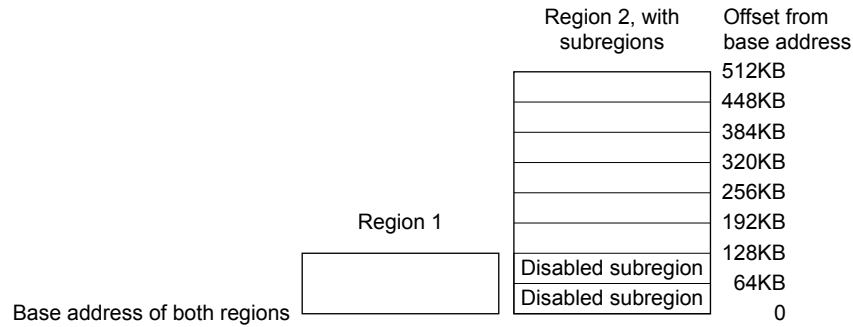 Region 2, with
subregions
Offset from
base address
512KB
448KB
384KB
320KB
256KB
Region 1
192KB
128KB
Disabled subregion
64KB
Disabled subregion
Base address of both regions
0